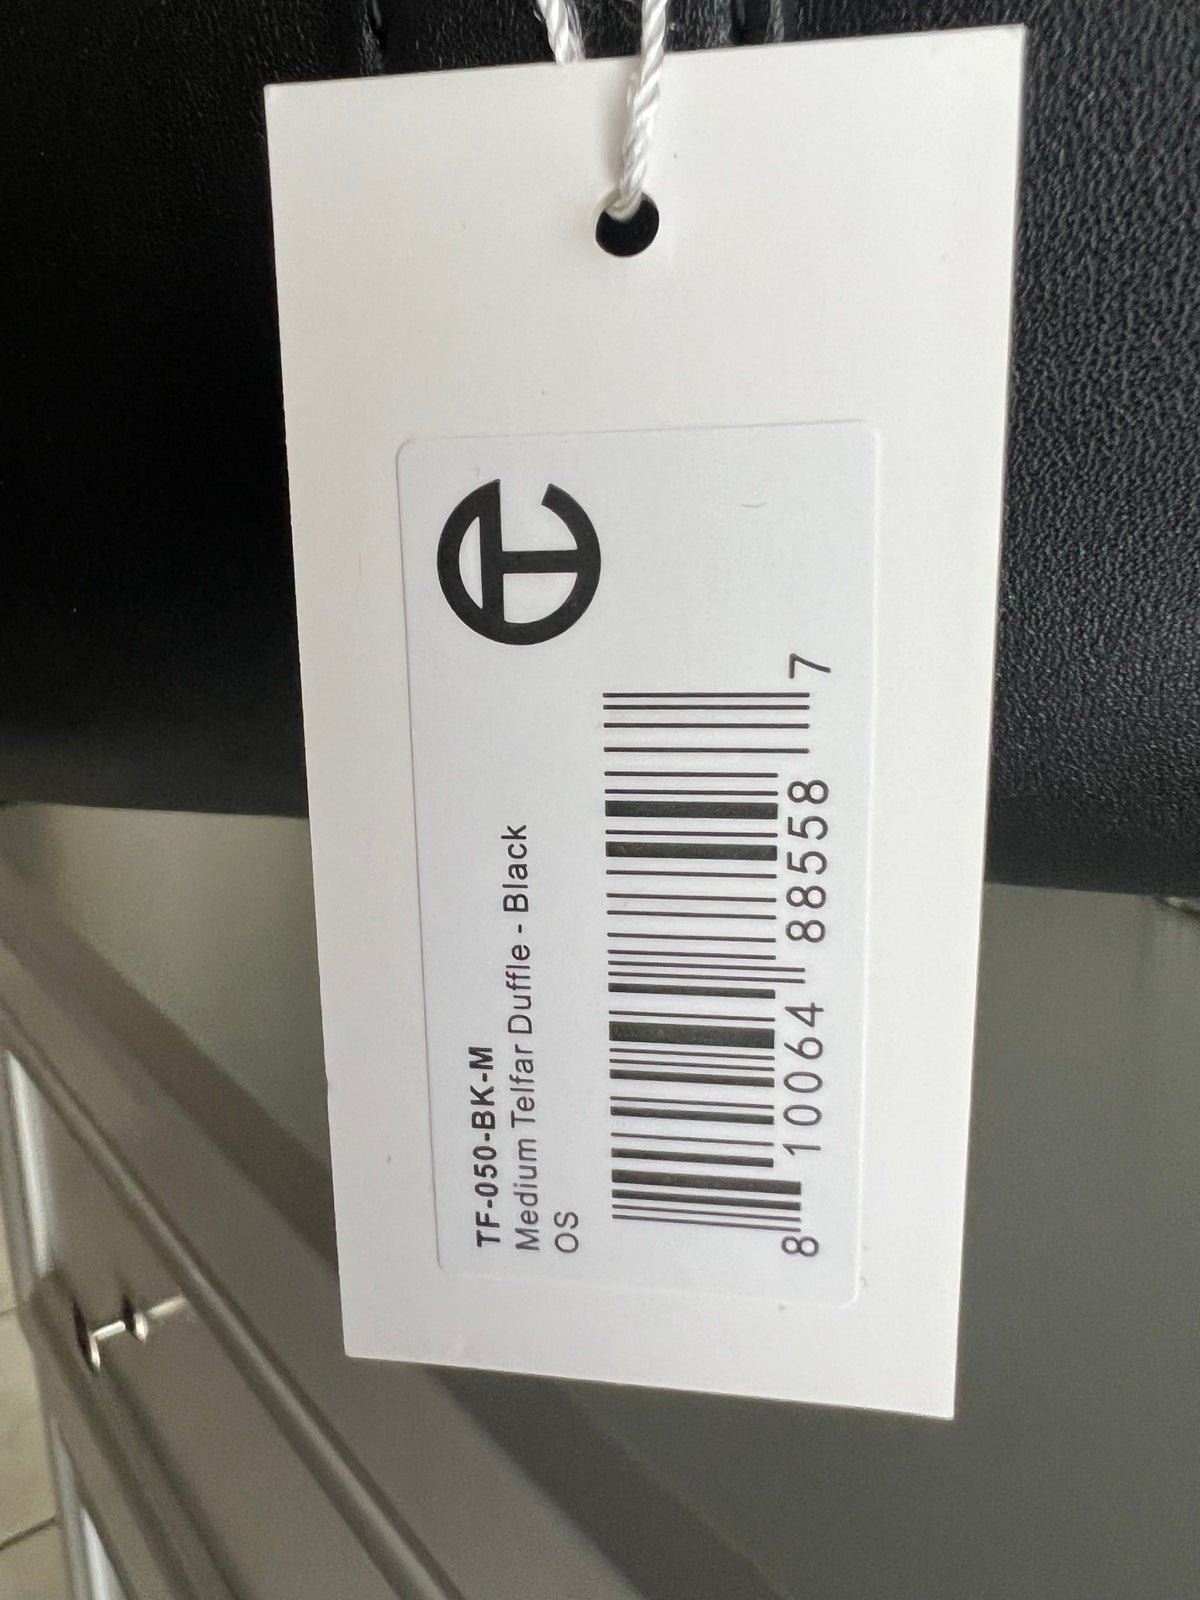 TF-050-BK-M
Medium Telfar Duffle - Black
OS
8 10064 88558 7